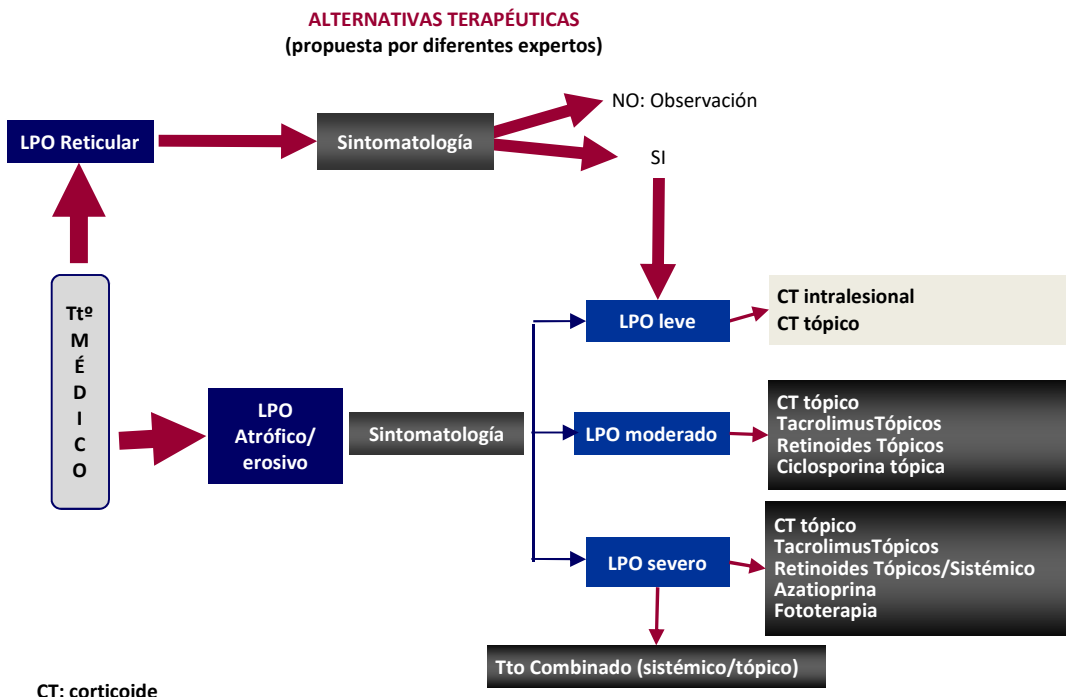 ALTERNATIVAS TERAPÉUTICAS
(propuesta por diferentes expertos)
LPO Reticular
Sintomatología
NO: Observación
SI
Ttº
M
É
D
I
C
O
LPO
Atrófico/
erosivo
Sintomatología
LPO leve
CT intralesional
CT tópico
LPO moderado
CT tópico
TacrolimusTópicos
Retinoides Tópicos
Ciclosporina tópica
LPO severo
CT tópico
TacrolimusTópicos
Retinoides Tópicos/Sistémico
Azatioprina
Fototerapia
Tto Combinado (sistémico/tópico)
CT: corticoide